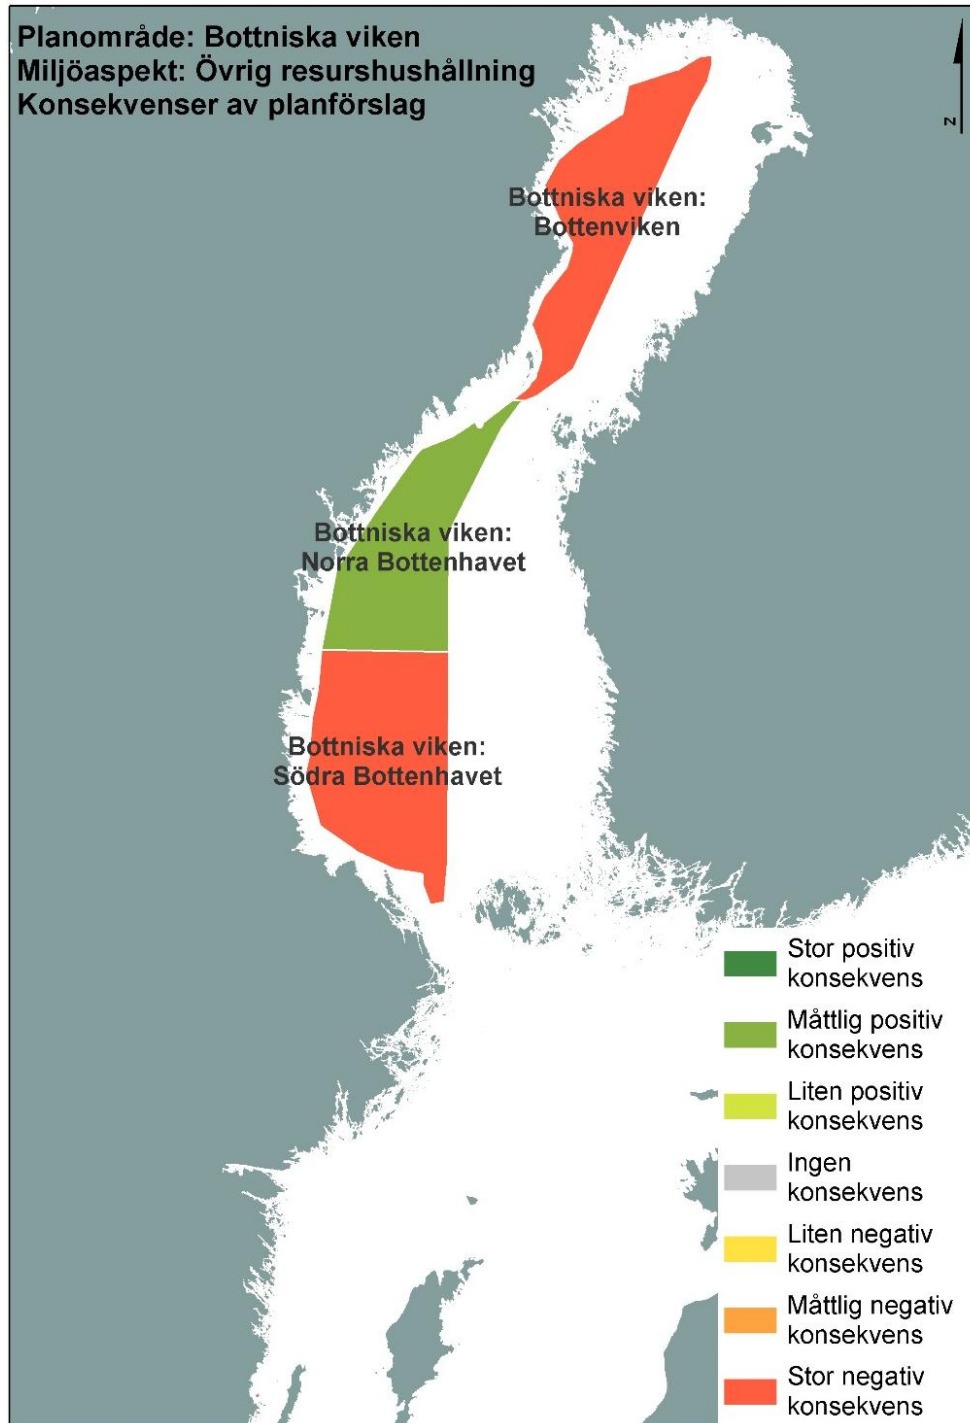 Planområde: Bottniska viken
Miljöaspekt: Övrig resurshushållning
Konsekvenser av planförslag
N
Bottniska viken:
Bottenviken
Bottniska viken:
Norra Bottenhavet
Bottniska viken:
Södra Bottenhavet
Stor positiv
konsekvens
Måttlig positiv
konsekvens
Liten positiv
konsekvens
Ingen
konsekvens
Liten negativ
konsekvens
Måttlig negativ
konsekvens
Stor negativ
konsekvens